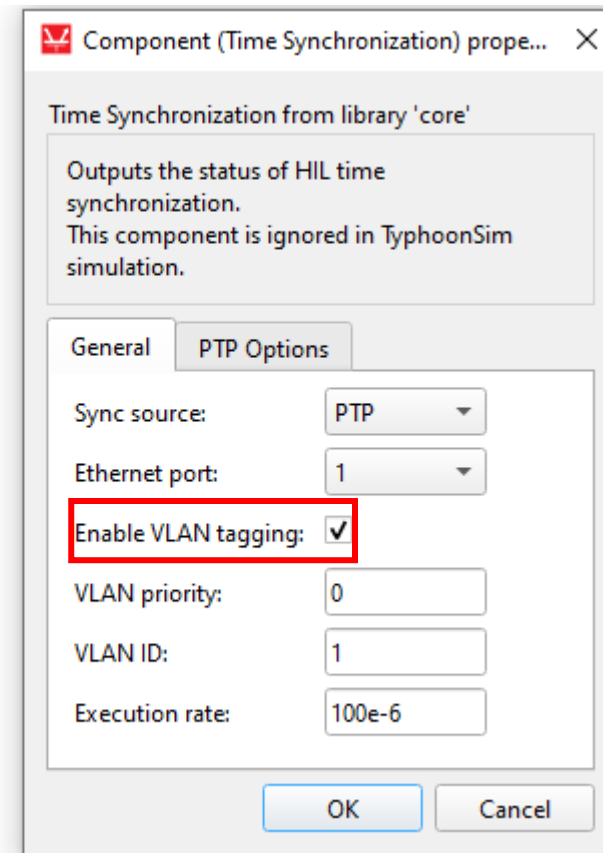 Component (Time Synchronization) prope...
Time Synchronization from library 'core'
Outputs the status of HIL time
synchronization.
This component is ignored in TyphoonSim
simulation.
General PTP Options
Sync source: PTP
Ethernet port: 1
Enable VLAN tagging:
VLAN priority: 0
VLAN ID: 1
Execution rate: 100e-6
OK Cancel